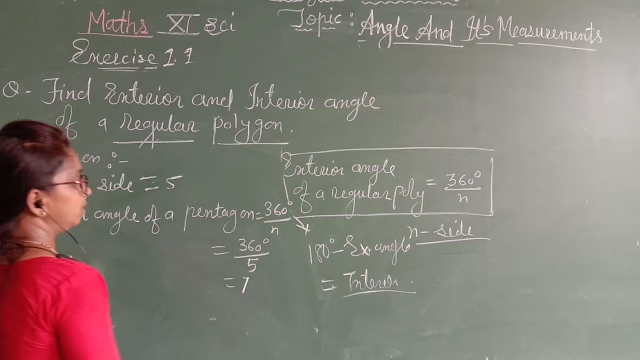 Maths XI sci
Topic: Angle And It's Measurements
Exercise 1.1
Q- Find Exterior and Interior angle
of a regular polygon.
en :-
side = 5
angle of a pentagon = 360°/n
= 360°/5
= 7
Exterior angle
of a regular poly = 360°/n
n- side
180° - Ex angle
= Interior.